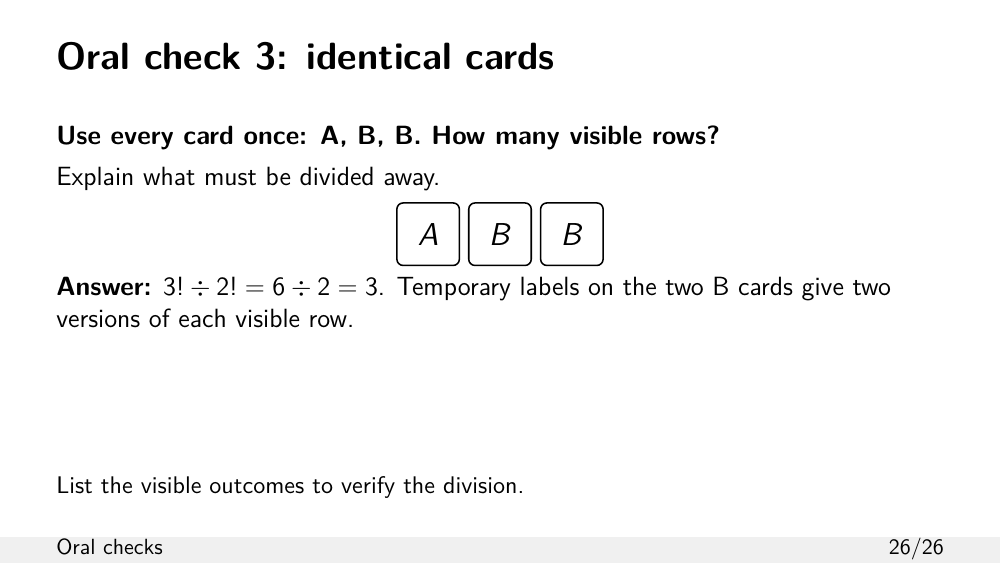 Oral check 3: identical cards
Use every card once: A, B, B. How many visible rows?
Explain what must be divided away.
A B B
Answer: 3! ÷ 2! = 6 ÷ 2 = 3. Temporary labels on the two B cards give two
versions of each visible row.
List the visible outcomes to verify the division.
Oral checks 26/26